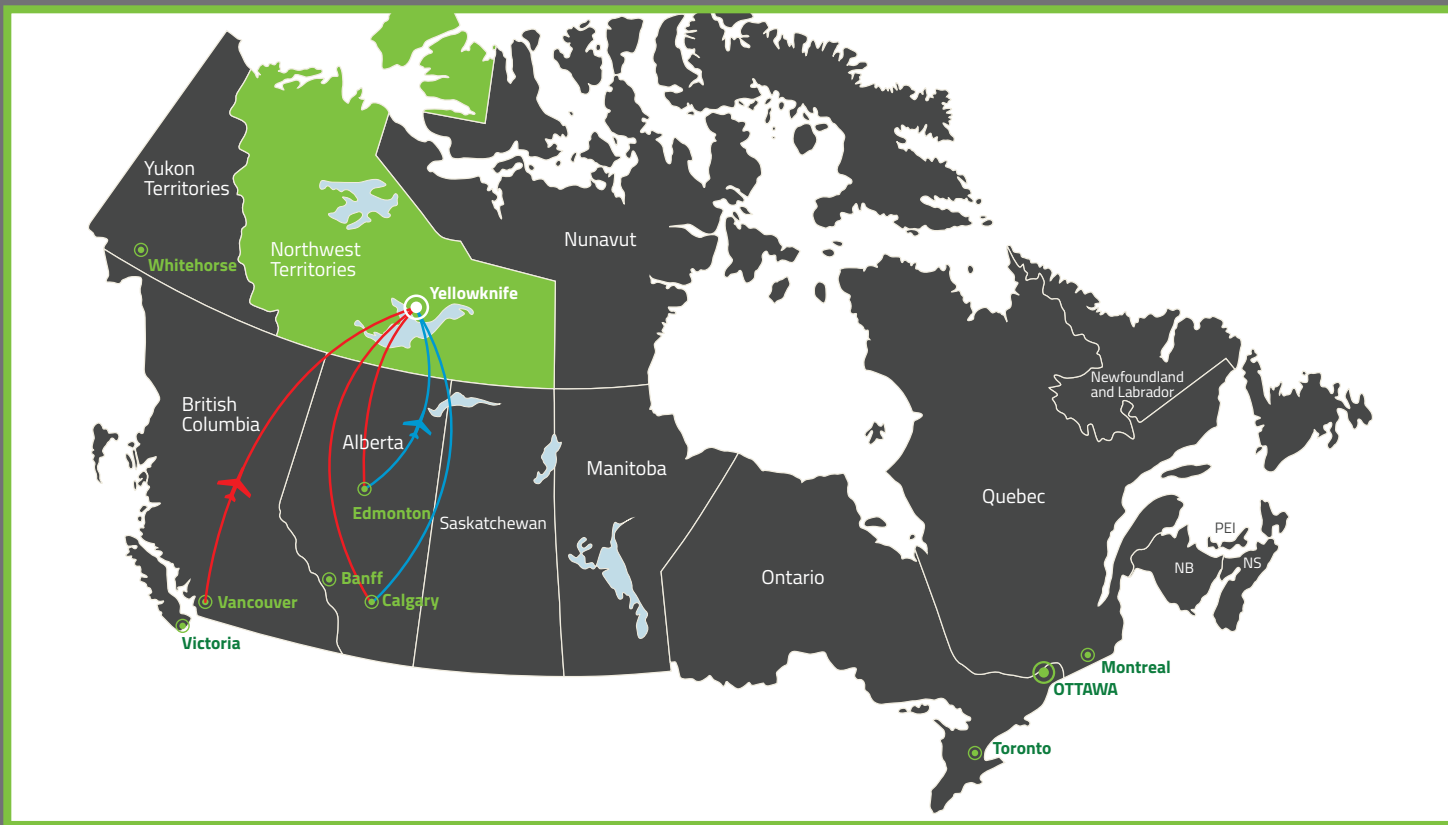 Yukon
Territories
Whitehorse
Northwest
Territories
Nunavut
Yellowknife
British
Columbia
Alberta
Edmonton
Saskatchewan
Manitoba
Newfoundland
and Labrador
Quebec
PEI
NB
NS
Ontario
Banff
Calgary
Vancouver
Victoria
Montreal
OTTAWA
Toronto